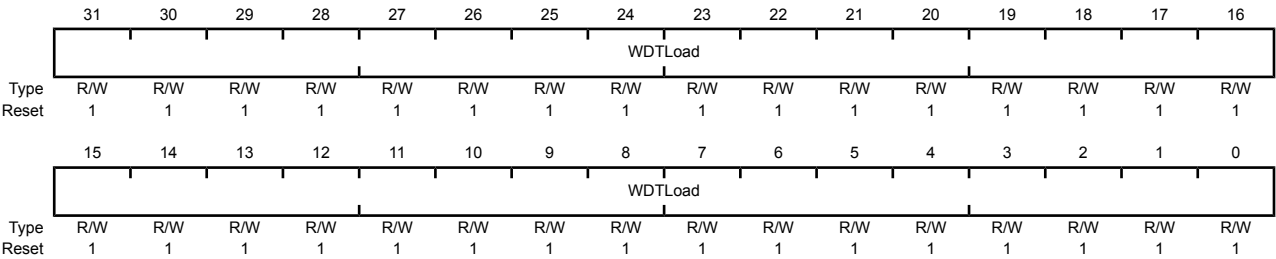 31 30 29 28 27 26 25 24 23 22 21 20 19 18 17 16
WDTLoad
Type R/W R/W R/W R/W R/W R/W R/W R/W R/W R/W R/W R/W R/W R/W R/W R/W
Reset 1 1 1 1 1 1 1 1 1 1 1 1 1 1 1 1
15 14 13 12 11 10 9 8 7 6 5 4 3 2 1 0
WDTLoad
Type R/W R/W R/W R/W R/W R/W R/W R/W R/W R/W R/W R/W R/W R/W R/W R/W
Reset 1 1 1 1 1 1 1 1 1 1 1 1 1 1 1 1